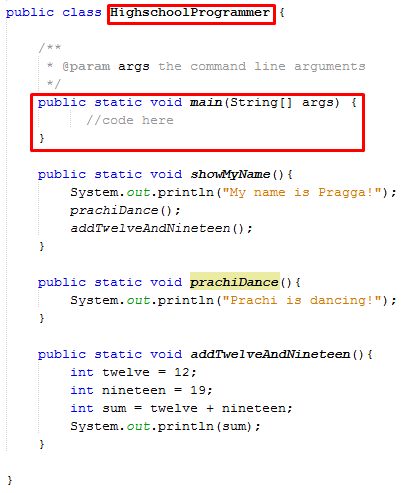 public class HighschoolProgrammer {
/**
* @param args the command line arguments
*/
public static void main(String[] args) {
//code here
}
public static void showMyName(){
System.out.println("My name is Pragga!");
prachiDance();
addTwelveAndNineteen();
}
public static void prachiDance(){
System.out.println("Prachi is dancing!");
}
public static void addTwelveAndNineteen(){
int twelve = 12;
int nineteen = 19;
int sum = twelve + nineteen;
System.out.println(sum);
}
}